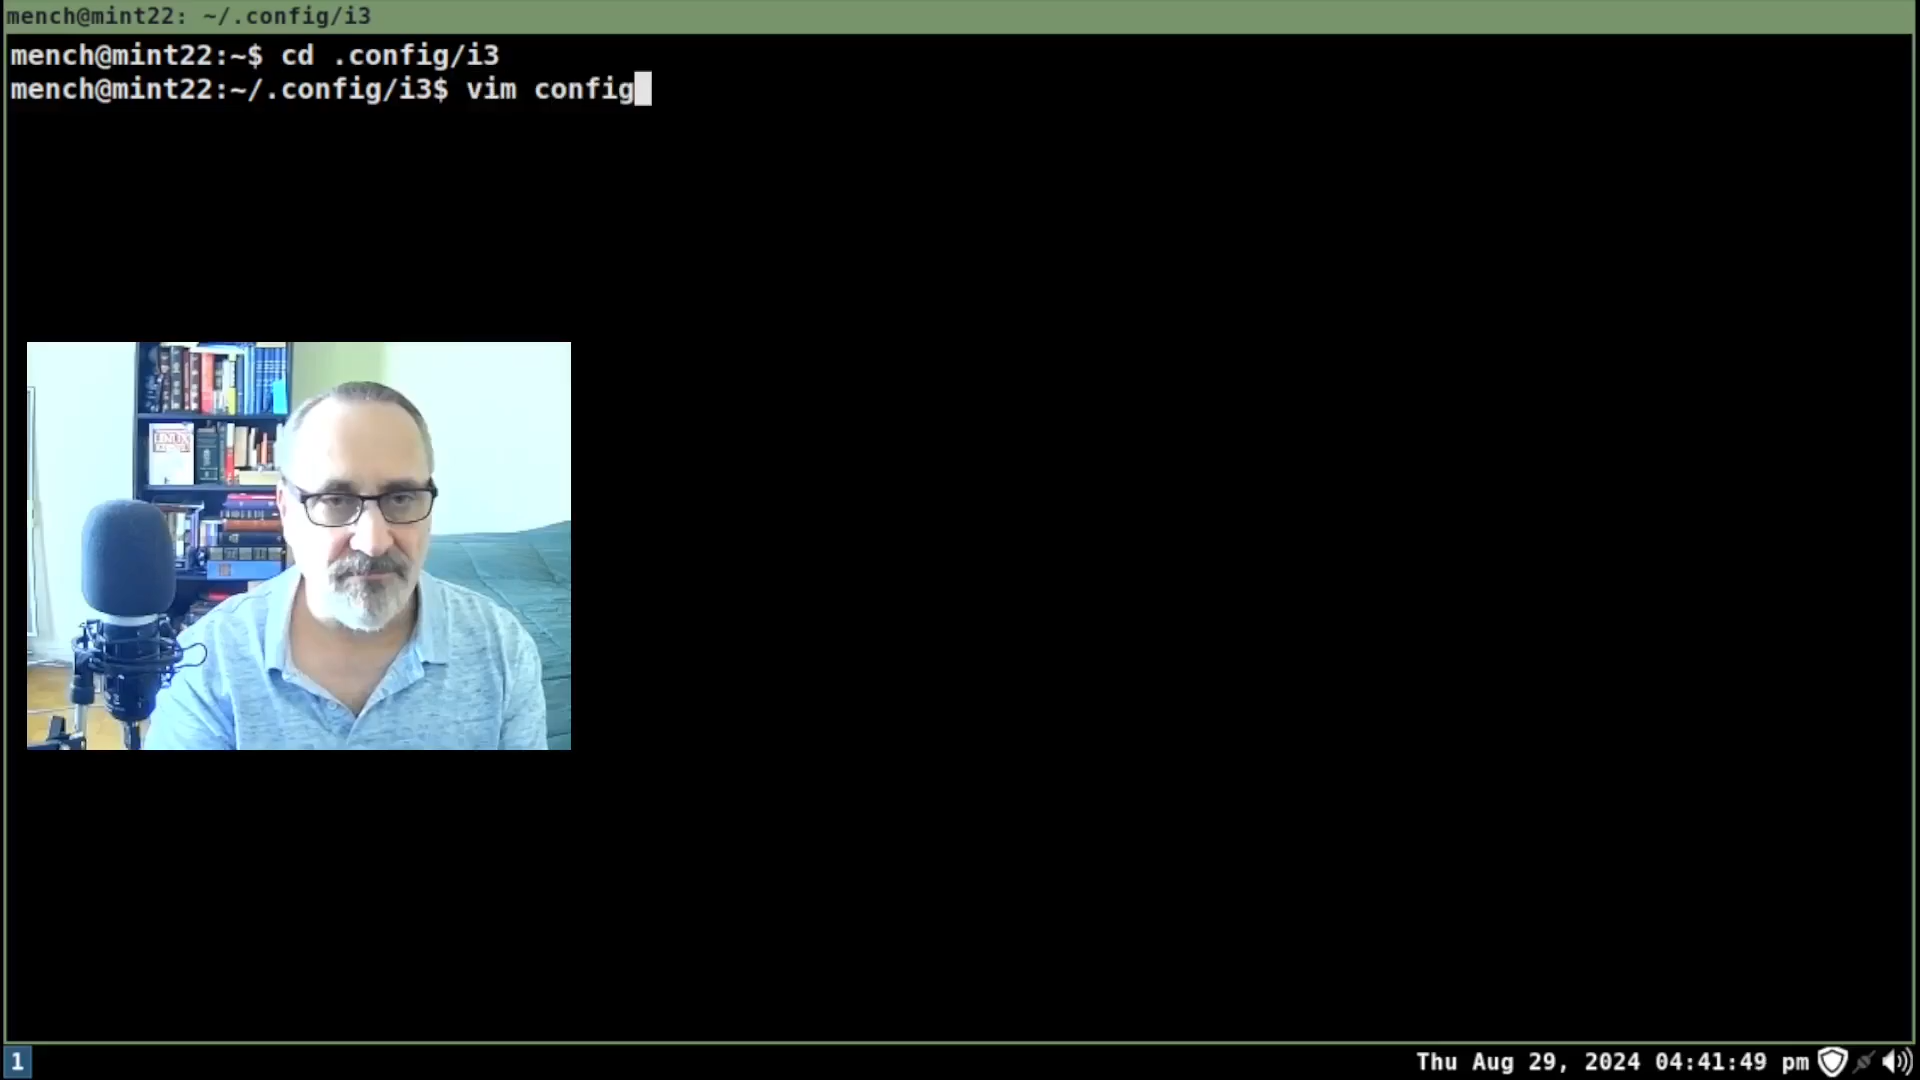 mench@mint22: ~/.config/i3
mench@mint22:~$ cd .config/i3
mench@mint22:~/.config/i3$ vim config
LINUX
1
Thu Aug 29, 2024 04:41:49 pm